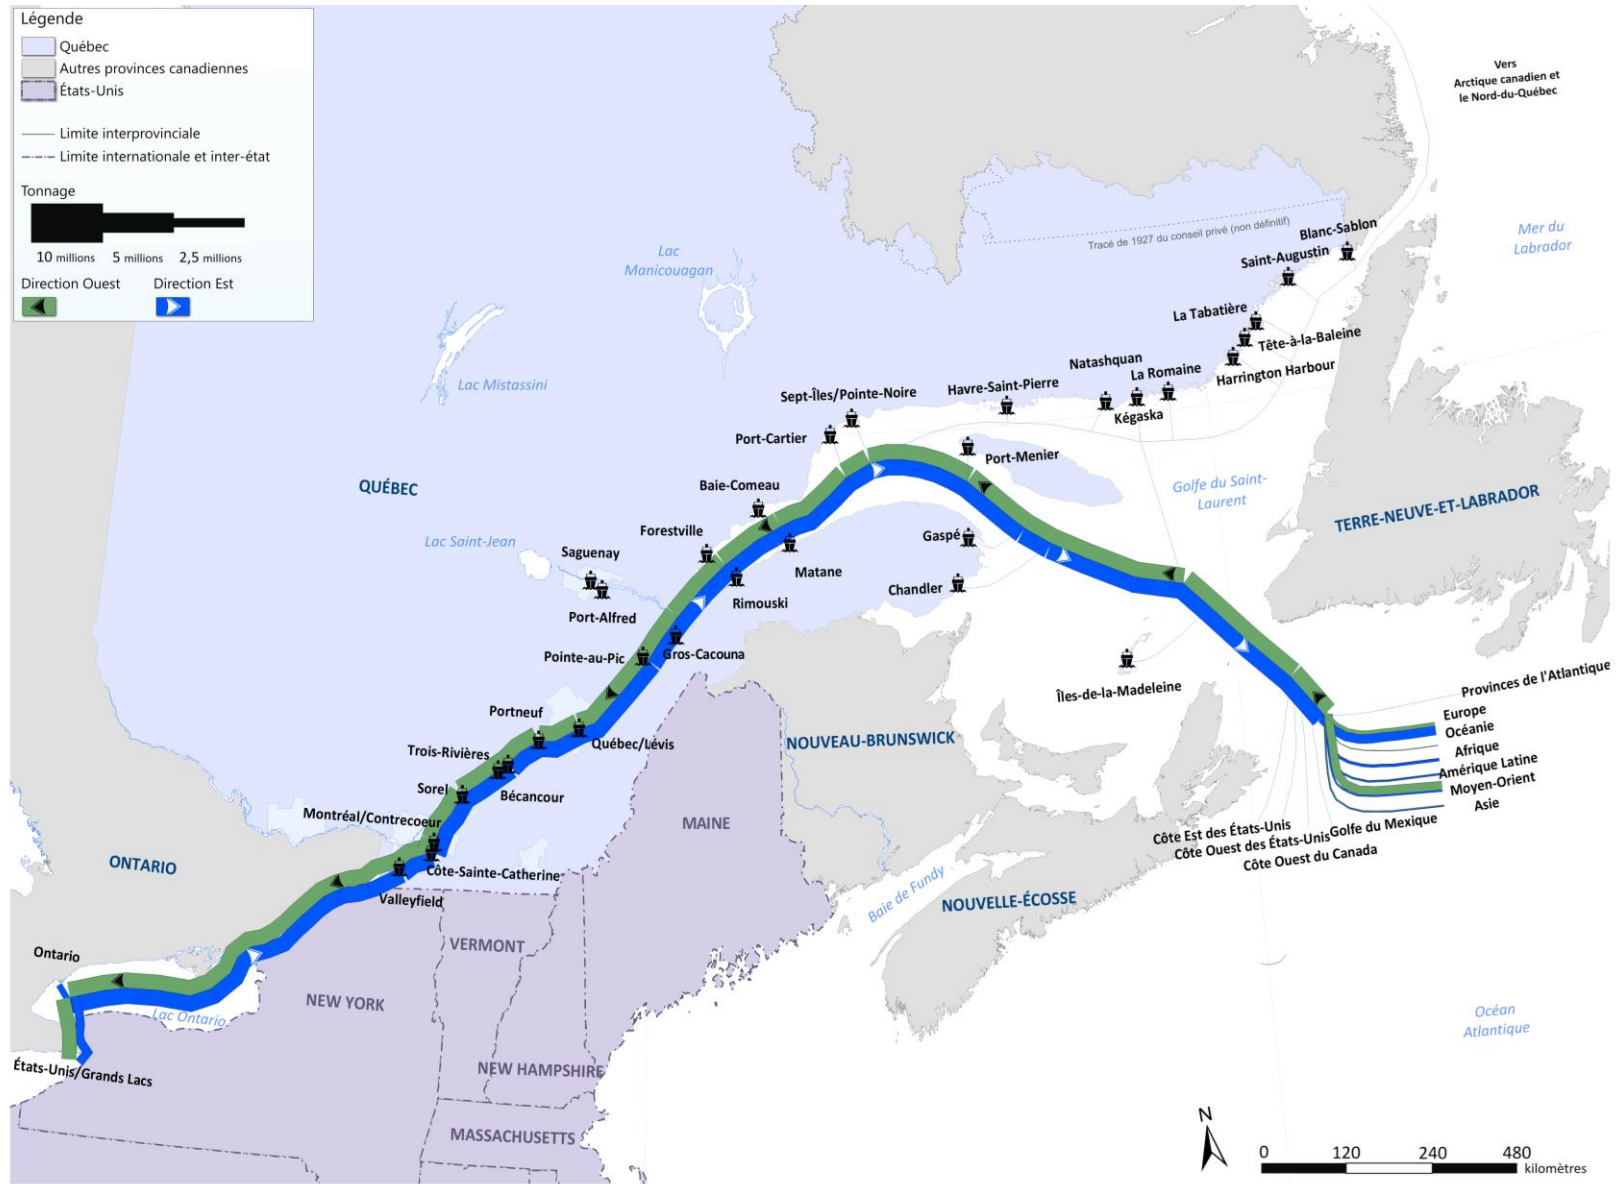 Légende
Québec
Autres provinces canadiennes
États-Unis
Limite interprovinciale
Limite internationale et inter-état
Tonnage
10 millions 5 millions 2,5 millions
Direction Ouest Direction Est
Vers
Arctique canadien et
le Nord-du-Québec
Mer du
Labrador
Tracé de 1927 du conseil privé (non définitif)
Blanc-Sablon
Saint-Augustin
La Tabatière
Tête-à-la-Baleine
Harrington Harbour
Lac
Manicouagan
Lac Mistassini
Natashquan
La Romaine
Kégaska
Havre-Saint-Pierre
Sept-Îles/Pointe-Noire
Port-Cartier
Port-Menier
Golfe du Saint-
Laurent
TERRE-NEUVE-ET-LABRADOR
QUÉBEC
Baie-Comeau
Forestville
Lac Saint-Jean
Saguenay
Port-Alfred
Matane
Rimouski
Gaspé
Chandler
Pointe-au-Pic
Gros-Cacouna
Îles-de-la-Madeleine
Portneuf
Québec/Lévis
Trois-Rivières
Bécancour
Sorel
Montréal/Contrecoeur
Côte-Sainte-Catherine
Valleyfield
Provinces de l'Atlantique
Europe
Océanie
Afrique
Amérique Latine
Moyen-Orient
Asie
Golfe du Mexique
Côte Est des États-Unis
Côte Ouest des États-Unis
Côte Ouest du Canada
NOUVEAU-BRUNSWICK
MAINE
ONTARIO
Baie de Fundy
NOUVELLE-ÉCOSSE
VERMONT
NEW YORK
Ontario
Lac Ontario
États-Unis/Grands Lacs
NEW HAMPSHIRE
MASSACHUSETTS
Océan
Atlantique
N
0 120 240 480
kilomètres